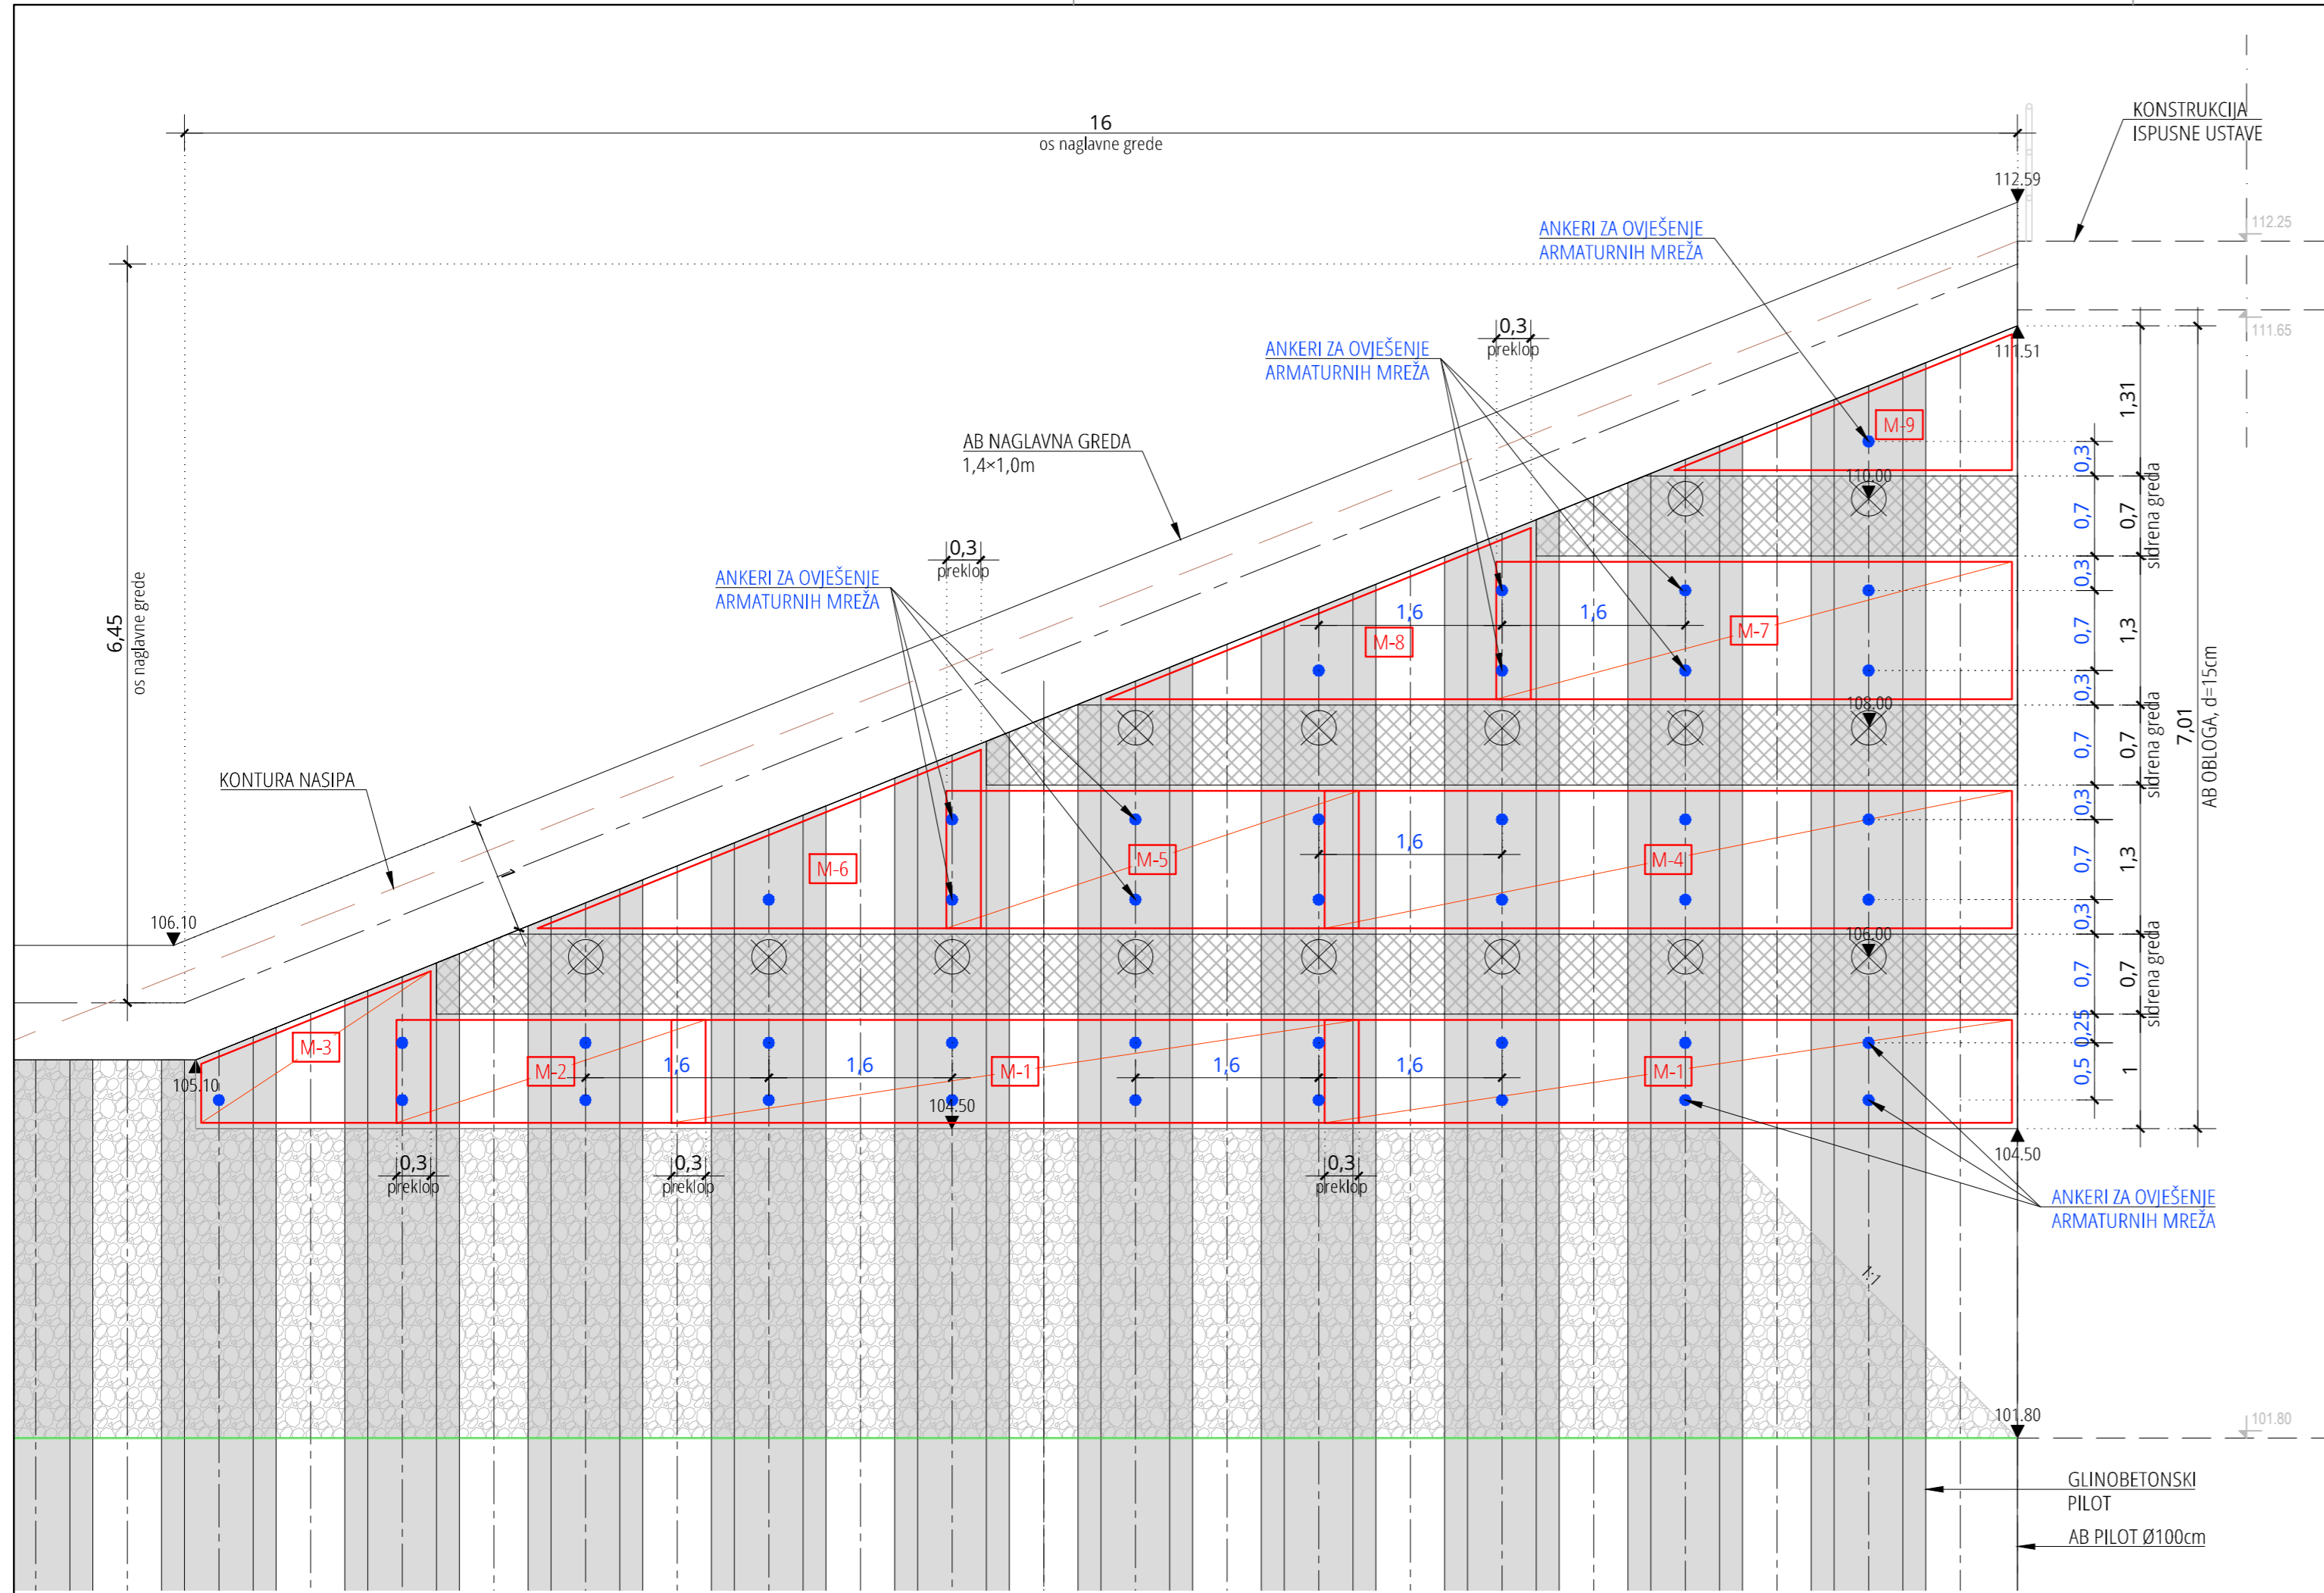 16
os naglavne grede
KONSTRUKCIJA
ISPUSNE USTAVE
112.59
112.25
ANKERI ZA OVJEŠENJE
ARMATURNIH MREŽA
111.65
0,3
preklop
ANKERI ZA OVJEŠENJE
ARMATURNIH MREŽA
111.51
1,31
M-9
AB NAGLAVNA GREDA
1,4×1,0m
0,3
110.00
0,7
0,7
sidrena greda
0,3
preklop
ANKERI ZA OVJEŠENJE
ARMATURNIH MREŽA
6,45
os naglavne grede
0,3
1,6
1,6
M-8
M-7
0,7
1,3
0,3
108.00
0,7
0,7
sidrena greda
7,01
AB OBLOGA, d=15cm
KONTURA NASIPA
0,3
1,6
M-6
M-5
M-4
0,7
1,3
1
0,3
106.10
106.00
0,7
0,7
sidrena greda
0,25
M-3
M-2
1,6
1,6
M-1
1,6
1,6
M-1
0,5
1
105.10
104.50
104.50
0,3
preklop
0,3
preklop
0,3
preklop
ANKERI ZA OVJEŠENJE
ARMATURNIH MREŽA
1:1
101.80
101.80
GLINOBETONSKI
PILOT
AB PILOT Ø100cm